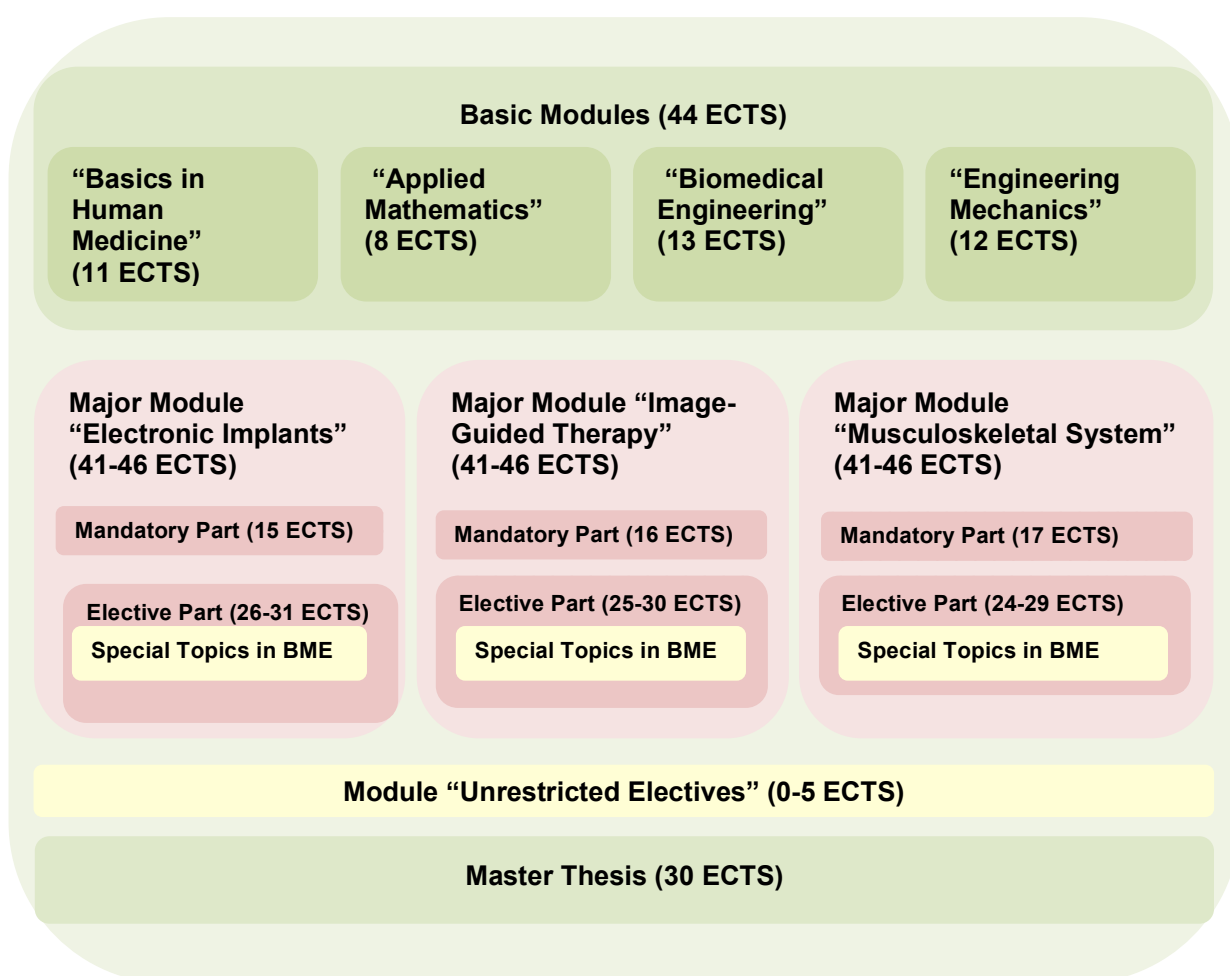 Basic Modules (44 ECTS)
“Basics in
Human
Medicine”
(11 ECTS)
“Applied
Mathematics”
(8 ECTS)
“Biomedical
Engineering”
(13 ECTS)
“Engineering
Mechanics”
(12 ECTS)
Major Module
“Electronic Implants”
(41-46 ECTS)
Mandatory Part (15 ECTS)
Elective Part (26-31 ECTS)
Special Topics in BME
Major Module “Image-
Guided Therapy”
(41-46 ECTS)
Mandatory Part (16 ECTS)
Elective Part (25-30 ECTS)
Special Topics in BME
Major Module
“Musculoskeletal System”
(41-46 ECTS)
Mandatory Part (17 ECTS)
Elective Part (24-29 ECTS)
Special Topics in BME
Module “Unrestricted Electives” (0-5 ECTS)
Master Thesis (30 ECTS)